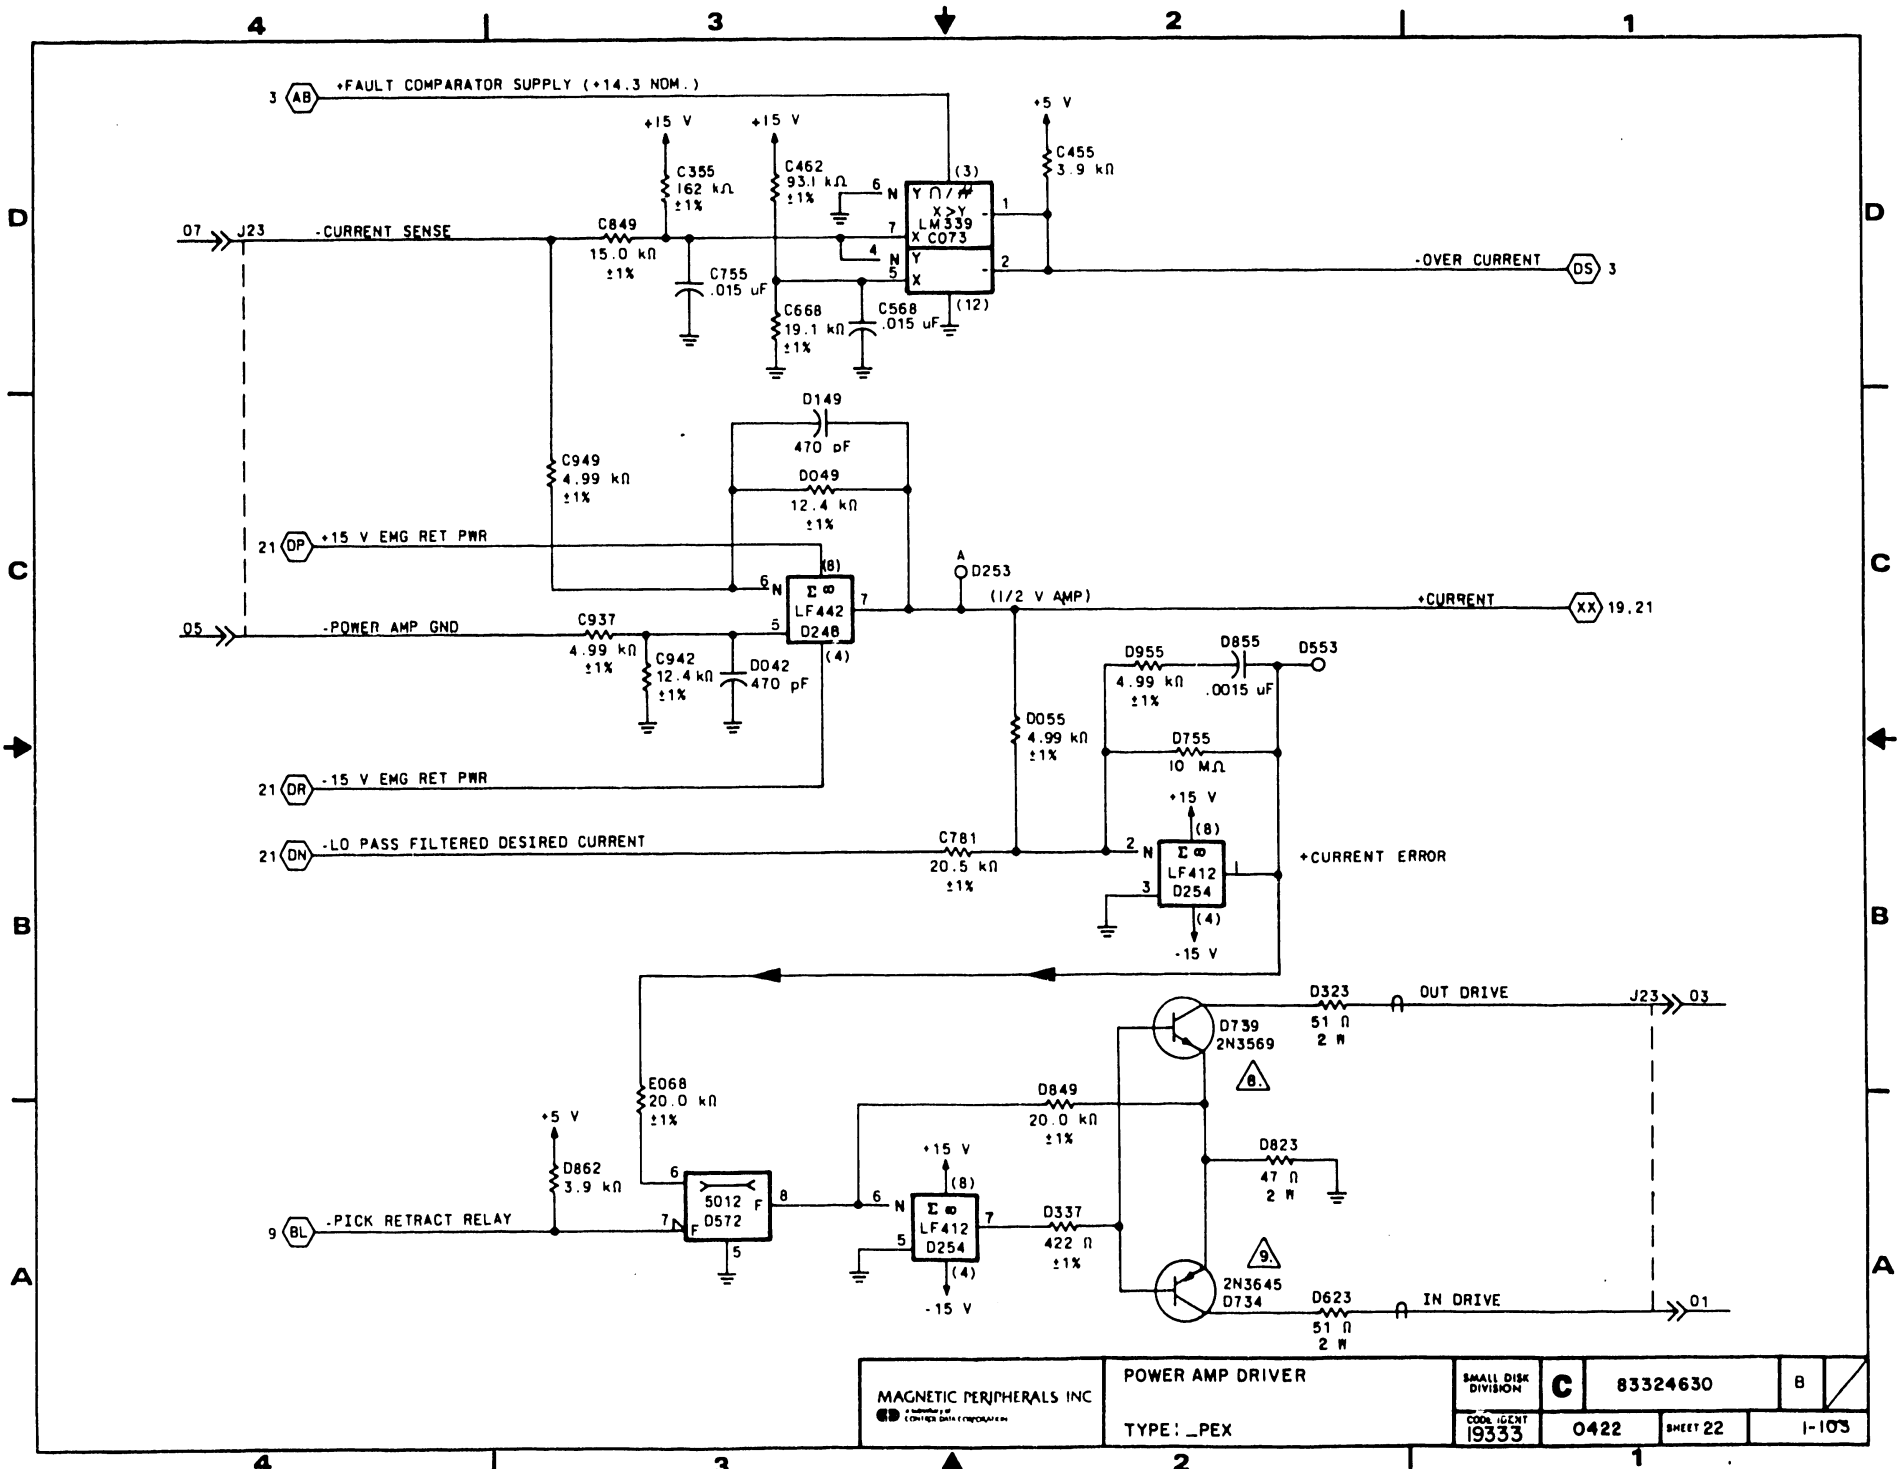 4 3 2 1
3 AB +FAULT COMPARATOR SUPPLY (+14.3 NOM.)
+15 V
+15 V
+5 V
C355
162 kΩ
±1%
C462
93.1 kΩ
±1%
C455
3.9 kΩ
(3)
6 N Y ∩/#
X>Y - 1
LM339
7 X C073
4 N Y
5 X
- 2
(12)
D D
07 J23 -CURRENT SENSE
C849
15.0 kΩ
±1%
C755
.015 uF
C668
19.1 kΩ
±1%
C568
.015 uF
-OVER CURRENT DS 3
D149
470 pF
C949
4.99 kΩ
±1%
D049
12.4 kΩ
±1%
21 DP +15 V EMG RET PWR
C C
(8)
6 N Σ ∞ 7
LF442
5 D248
(4)
A
D253
(1/2 V AMP)
+CURRENT XX 19,21
05 -POWER AMP GND
C937
4.99 kΩ
±1%
C942
12.4 kΩ
±1%
D042
470 pF
D955
4.99 kΩ
±1%
D855
.0015 uF
D553
D055
4.99 kΩ
±1%
D755
10 MΩ
21 DR -15 V EMG RET PWR
21 DN -LO PASS FILTERED DESIRED CURRENT
C781
20.5 kΩ
±1%
+15 V
(8)
2 N Σ ∞
LF412 1
3 D254
(4)
-15 V
+CURRENT ERROR
B B
D323
51 Ω
2 W
OUT DRIVE J23 03
D739
2N3569
8.
E068
20.0 kΩ
±1%
D849
20.0 kΩ
±1%
D823
47 Ω
2 W
+5 V
D862
3.9 kΩ
9 BL -PICK RETRACT RELAY
6
5012 F 8
7 F D572
5
+15 V
(8)
6 N Σ ∞
LF412 7
5 D254
(4)
-15 V
D337
422 Ω
±1%
9.
2N3645
D734
D623
51 Ω
2 W
IN DRIVE 01
A A
MAGNETIC PERIPHERALS INC
a subsidiary of
CONTROL DATA CORPORATION
POWER AMP DRIVER
TYPE: _PEX
SMALL DISK
DIVISION
C 83324630 B
CODE IDENT
19333
0422 SHEET 22 1-103
4 3 2 1